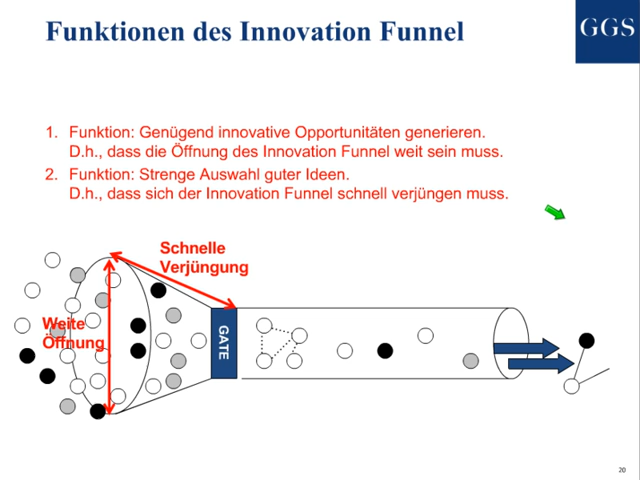 Funktionen des Innovation Funnel
GGS
1. Funktion: Genügend innovative Opportunitäten generieren.
D.h., dass die Öffnung des Innovation Funnel weit sein muss.
2. Funktion: Strenge Auswahl guter Ideen.
D.h., dass sich der Innovation Funnel schnell verjüngen muss.
Schnelle
Verjüngung
Weite
Öffnung
GATE
20